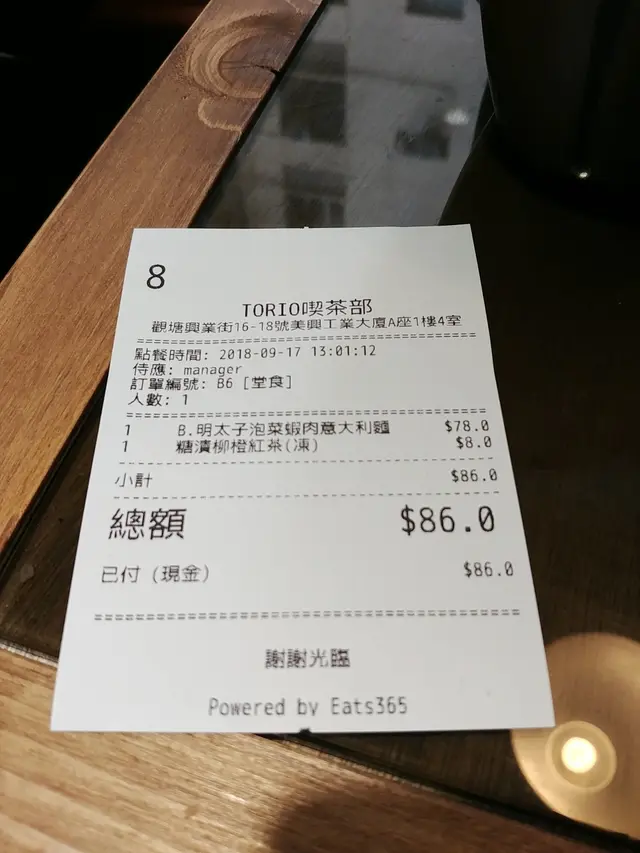 8
TORIO喫茶部
觀塘興業街16-18號美興工業大廈A座1樓4室
點餐時間: 2018-09-17 13:01:12
侍應: manager
訂單編號: B6 [堂食]
人數: 1
1 B.明太子泡菜蝦肉意大利麵 $78.0
1 糖漬柳橙紅茶(凍) $8.0
小計 $86.0
總額 $86.0
已付 (現金) $86.0
謝謝光臨
Powered by Eats365